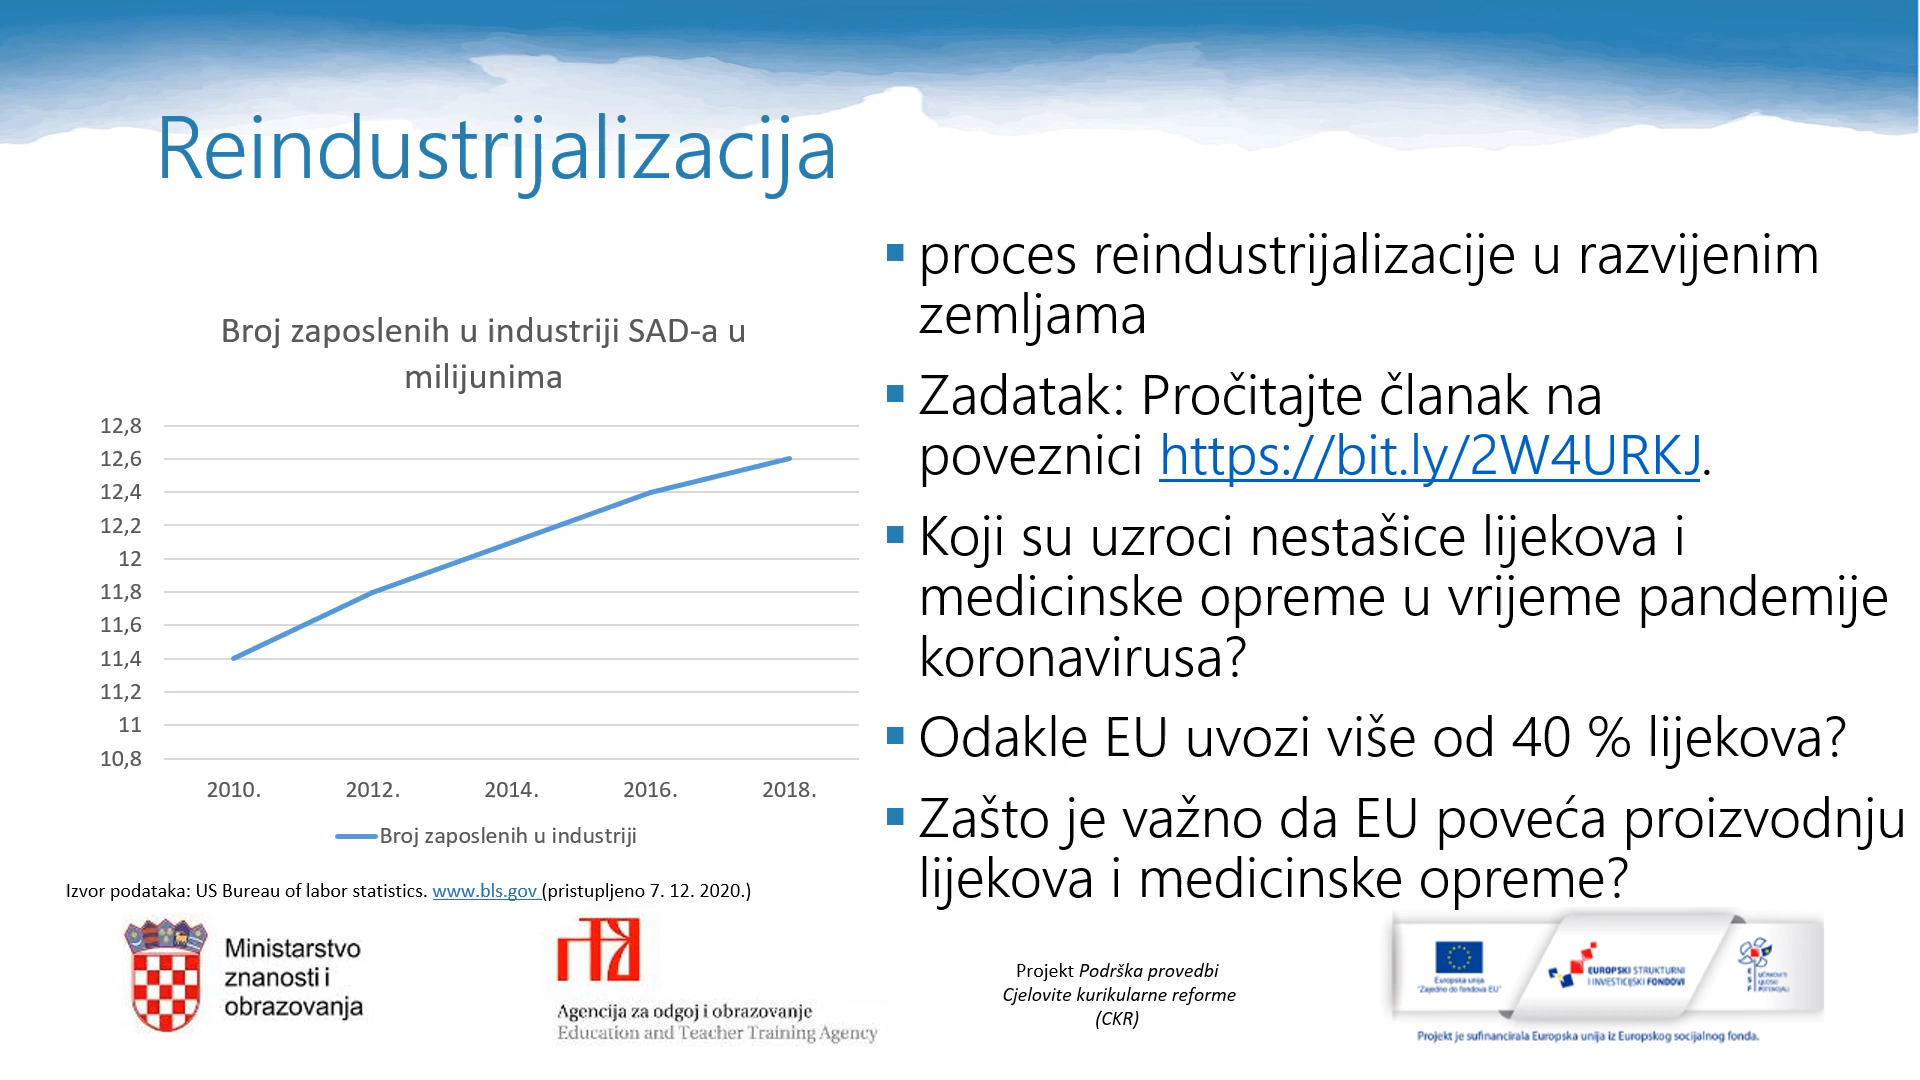 Reindustrijalizacija
Broj zaposlenih u industriji SAD-a u
milijunima
12,8
12,6
12,4
12,2
12
11,8
11,6
11,4
11,2
11
10,8
2010. 2012. 2014. 2016. 2018.
Broj zaposlenih u industriji
Izvor podataka: US Bureau of labor statistics. www.bls.gov (pristupljeno 7. 12. 2020.)
▪ proces reindustrijalizacije u razvijenim
zemljama
▪ Zadatak: Pročitajte članak na
poveznici https://bit.ly/2W4URKJ.
▪ Koji su uzroci nestašice lijekova i
medicinske opreme u vrijeme pandemije
koronavirusa?
▪ Odakle EU uvozi više od 40 % lijekova?
▪ Zašto je važno da EU poveća proizvodnju
lijekova i medicinske opreme?
Ministarstvo
znanosti i
obrazovanja
Agencija za odgoj i obrazovanje
Education and Teacher Training Agency
Projekt Podrška provedbi
Cjelovite kurikularne reforme
(CKR)
Europska unija
"Zajedno do fondova EU"
EUROPSKI STRUKTURNI
I INVESTICIJSKI FONDOVI
Projekt je sufinancirala Europska unija iz Europskog socijalnog fonda.